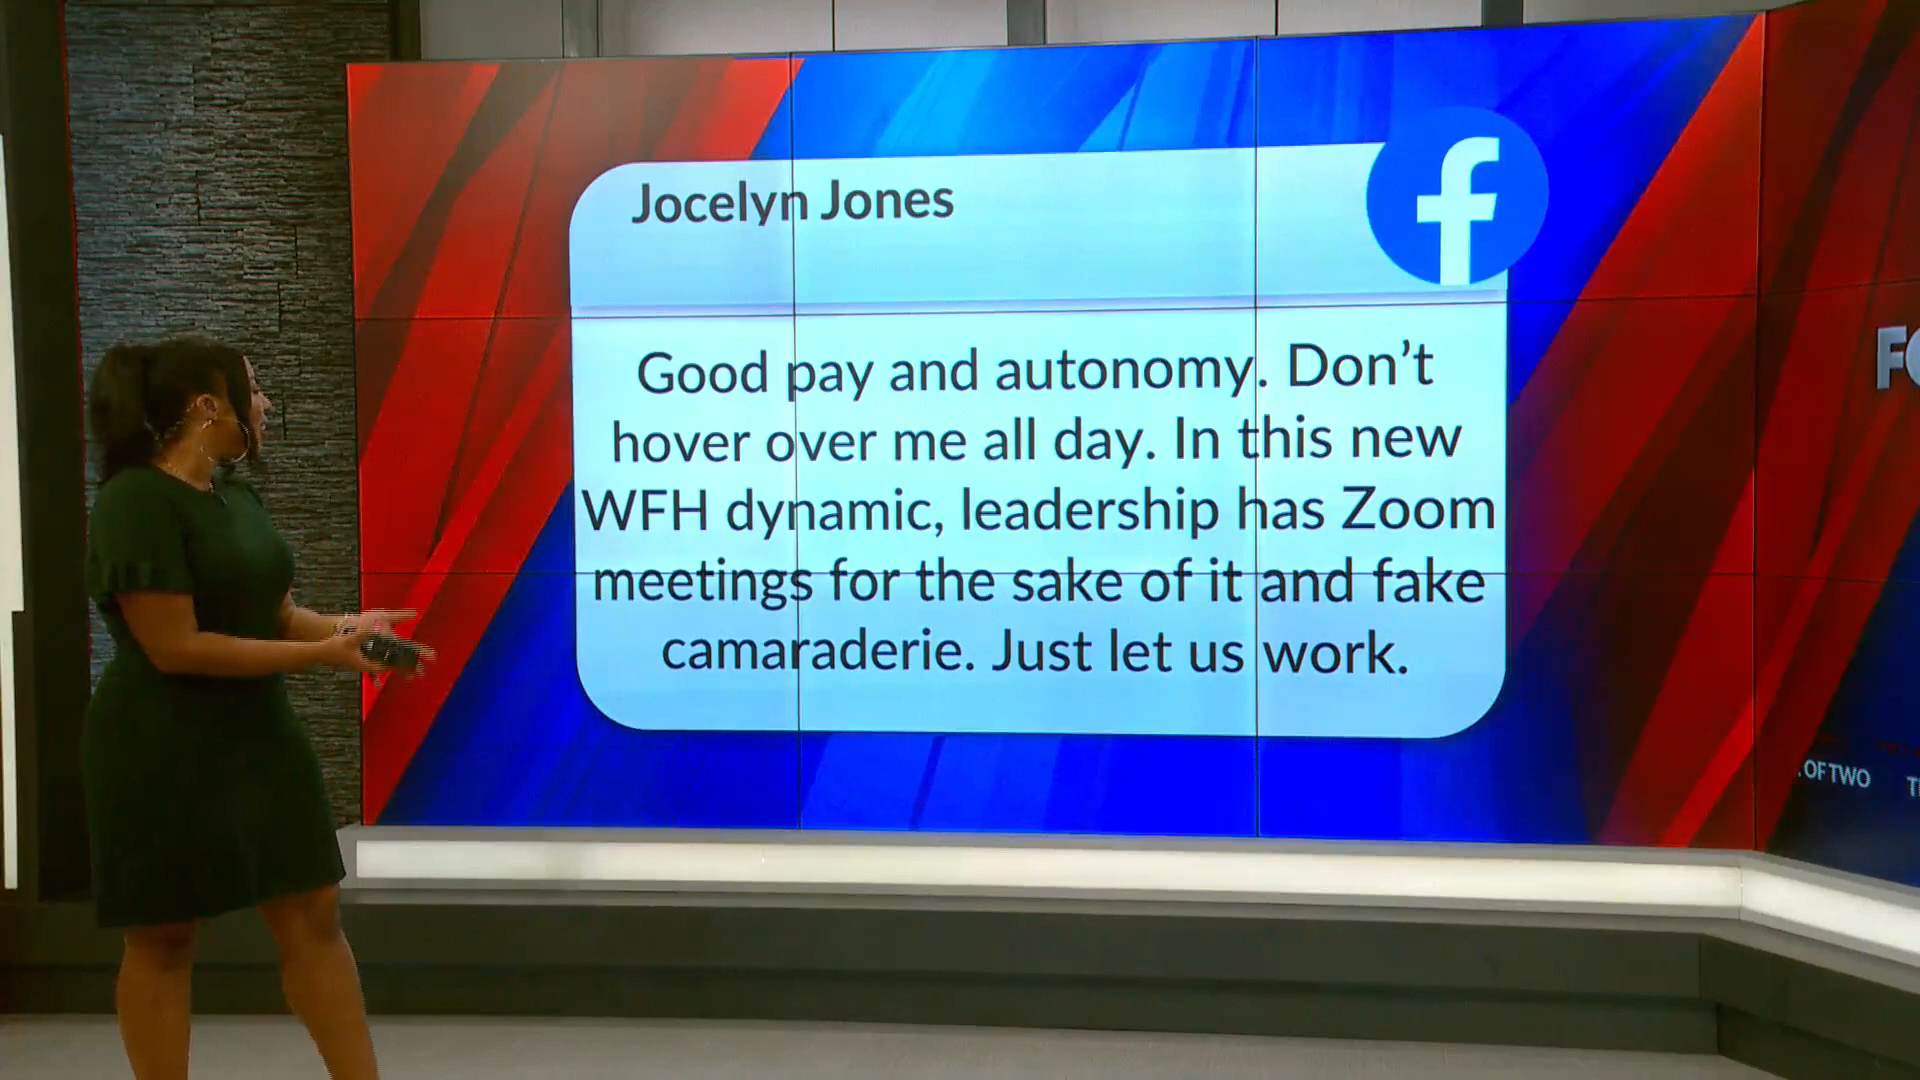 Jocelyn Jones
f
Good pay and autonomy. Don’t
hover over me all day. In this new
WFH dynamic, leadership has Zoom
meetings for the sake of it and fake
camaraderie. Just let us work.
OF TWO